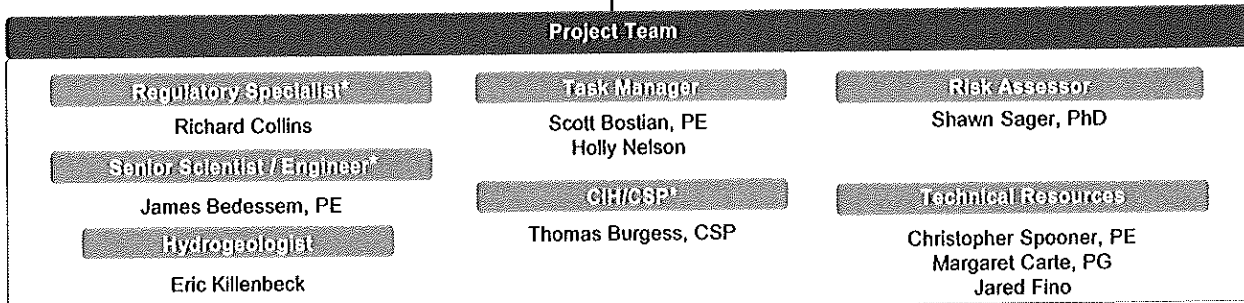 Project Team
Regulatory Specialist*
Richard Collins
Senior Scientist / Engineer*
James Bedessem, PE
Hydrogeologist
Eric Killenbeck
Task Manager
Scott Bostian, PE
Holly Nelson
CIH/CSP*
Thomas Burgess, CSP
Risk Assessor
Shawn Sager, PhD
Technical Resources
Christopher Spooner, PE
Margaret Carte, PG
Jared Fino